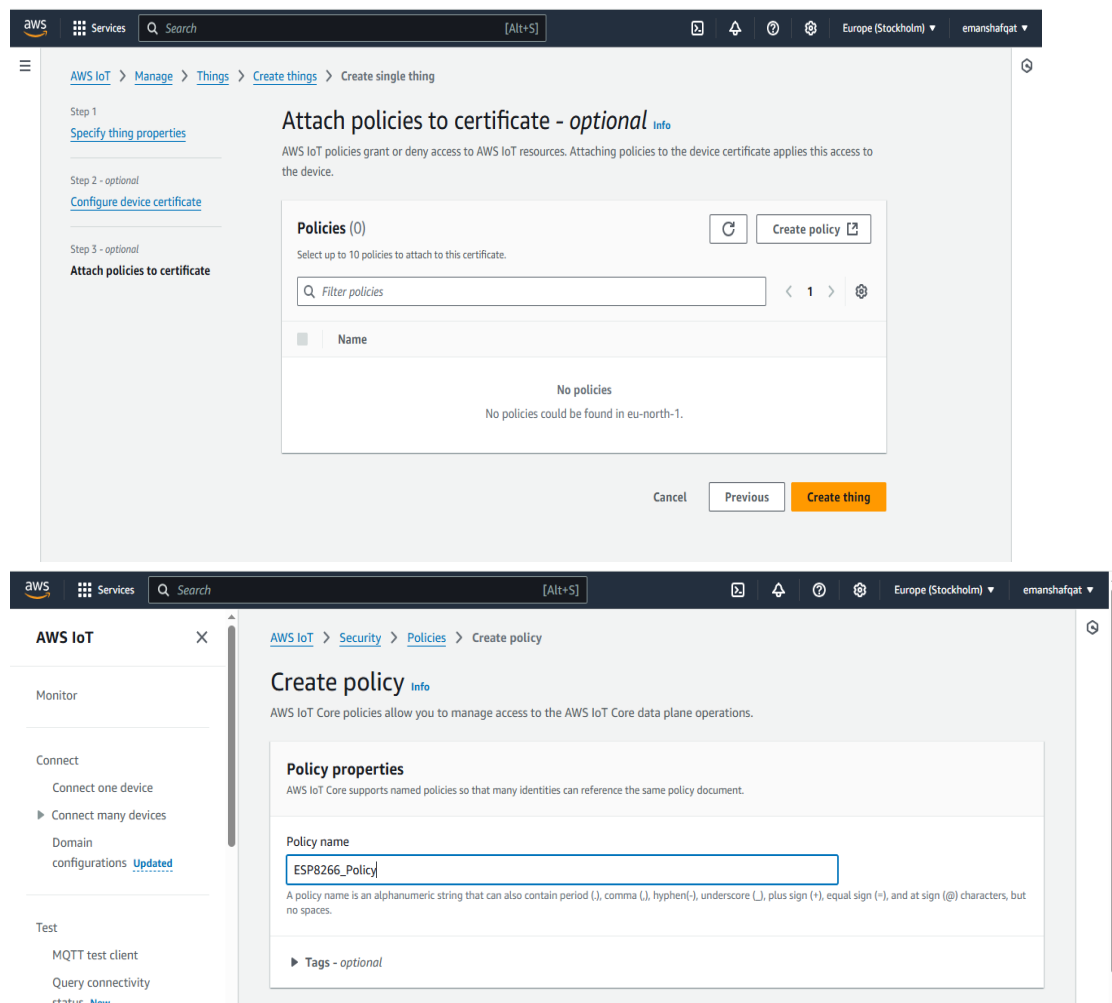 aws Services Search [Alt+S] Europe (Stockholm) ▼ emanshafqat ▼
AWS IoT > Manage > Things > Create things > Create single thing
Step 1
Specify thing properties
Step 2 - optional
Configure device certificate
Step 3 - optional
Attach policies to certificate
Attach policies to certificate - optional Info
AWS IoT policies grant or deny access to AWS IoT resources. Attaching policies to the device certificate applies this access to
the device.
Policies (0)
Create policy
Select up to 10 policies to attach to this certificate.
Filter policies
< 1 >
Name
No policies
No policies could be found in eu-north-1.
Cancel Previous Create thing
aws Services Search [Alt+S] Europe (Stockholm) ▼ emanshafqat ▼
AWS IoT
Monitor
Connect
Connect one device
Connect many devices
Domain
configurations Updated
Test
MQTT test client
Query connectivity
status New
AWS IoT > Security > Policies > Create policy
Create policy Info
AWS IoT Core policies allow you to manage access to the AWS IoT Core data plane operations.
Policy properties
AWS IoT Core supports named policies so that many identities can reference the same policy document.
Policy name
ESP8266_Policy
A policy name is an alphanumeric string that can also contain period (.), comma (,), hyphen(-), underscore (_), plus sign (+), equal sign (=), and at sign (@) characters, but
no spaces.
Tags - optional